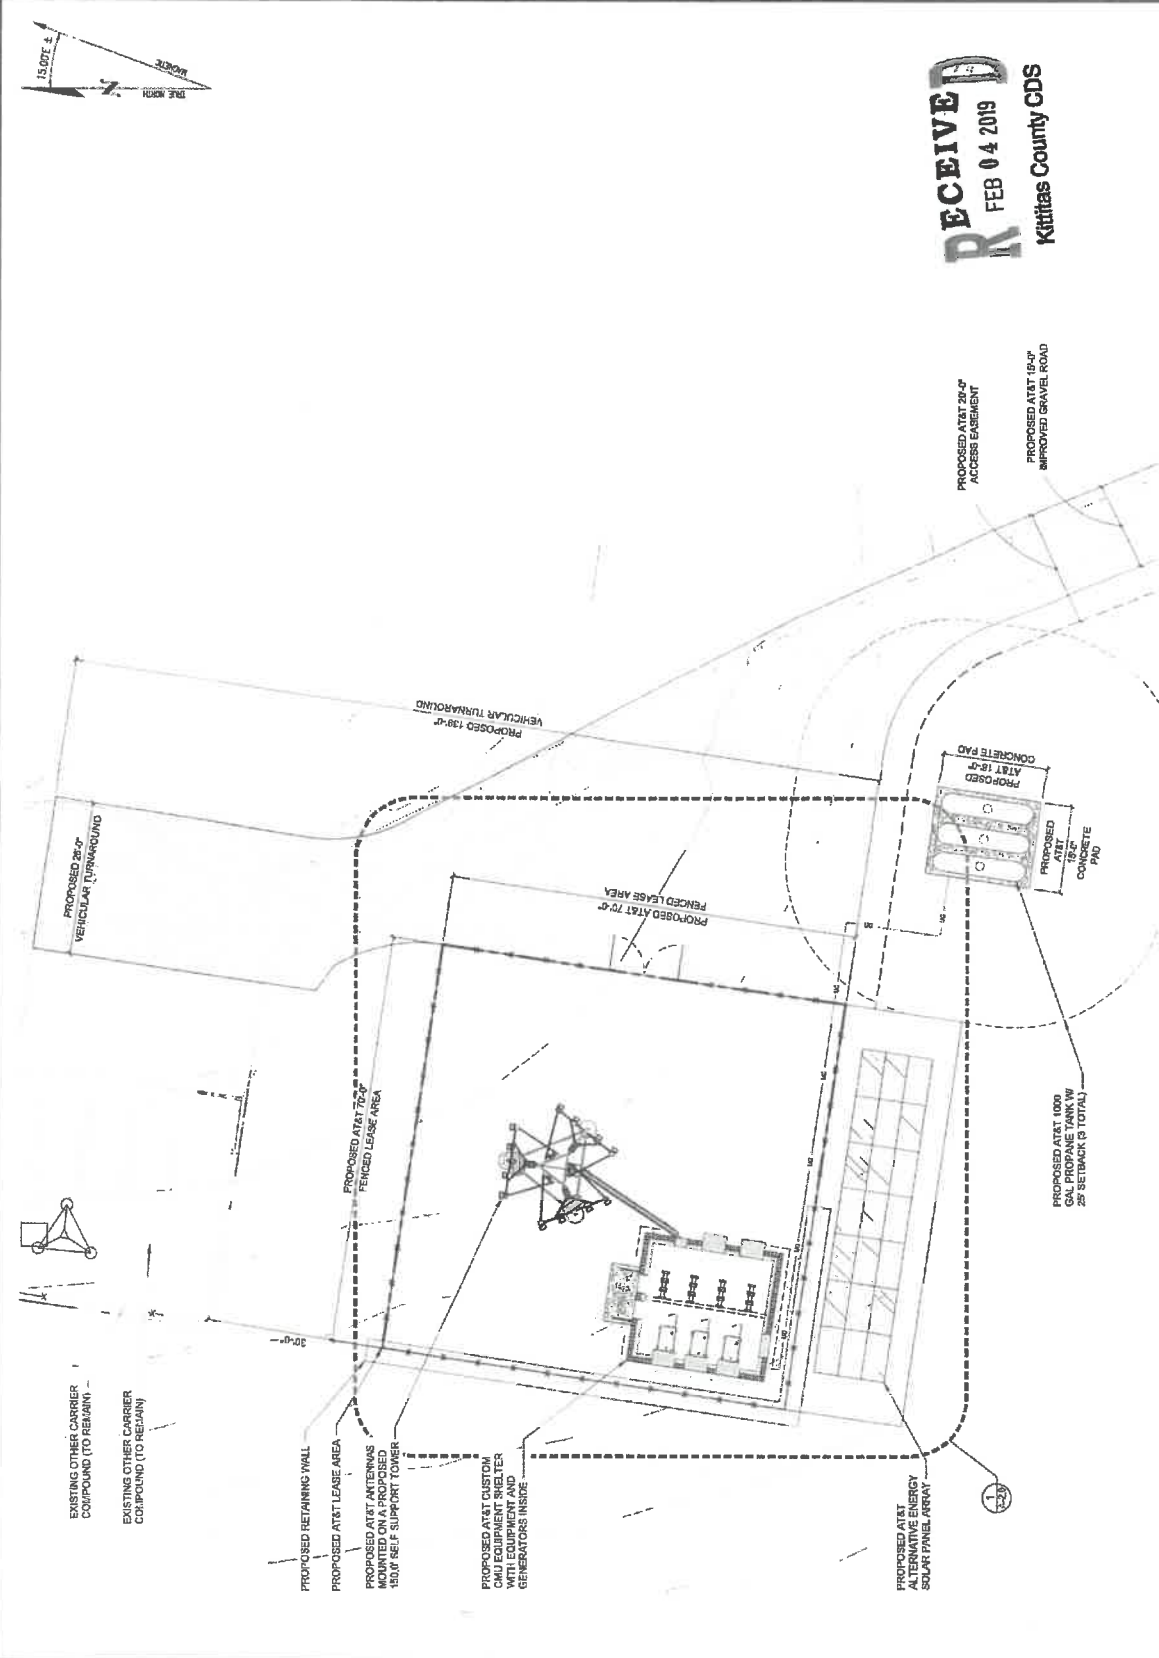 EXISTING OTHER CARRIER
COMPOUND (TO REMAIN)
EXISTING OTHER CARRIER
COMPOUND (TO REMAIN)
PROPOSED RETAINING WALL
PROPOSED AT&T LEASE AREA
PROPOSED AT&T ANTENNAS
MOUNTED ON A PROPOSED
150.0' SELF SUPPORT TOWER
PROPOSED AT&T CUSTOM
CMU EQUIPMENT SHELTER
WITH EQUIPMENT AND
GENERATORS INSIDE
PROPOSED AT&T
ALTERNATIVE ENERGY
SOLAR PANEL ARRAY
1
30'-0"
PROPOSED AT&T 70'-0"
FENCED LEASE AREA
PROPOSED AT&T 70'-0"
FENCED LEASE AREA
PROPOSED 26'-0"
VEHICULAR TURNAROUND
PROPOSED 139'-0"
VEHICULAR TURNAROUND
PROPOSED
AT&T 18'-0"
CONCRETE PAD
PROPOSED
AT&T
15'-0"
CONCRETE
PAD
PROPOSED AT&T 1000
GAL PROPANE TANK W/
25' SETBACK (3 TOTAL)
PROPOSED AT&T 20'-0"
ACCESS EASEMENT
PROPOSED AT&T 15'-0"
IMPROVED GRAVEL ROAD
15.00°E ±
TRUE NORTH
MAGNETIC
N
RECEIVED
FEB 04 2019
Kittitas County CDS